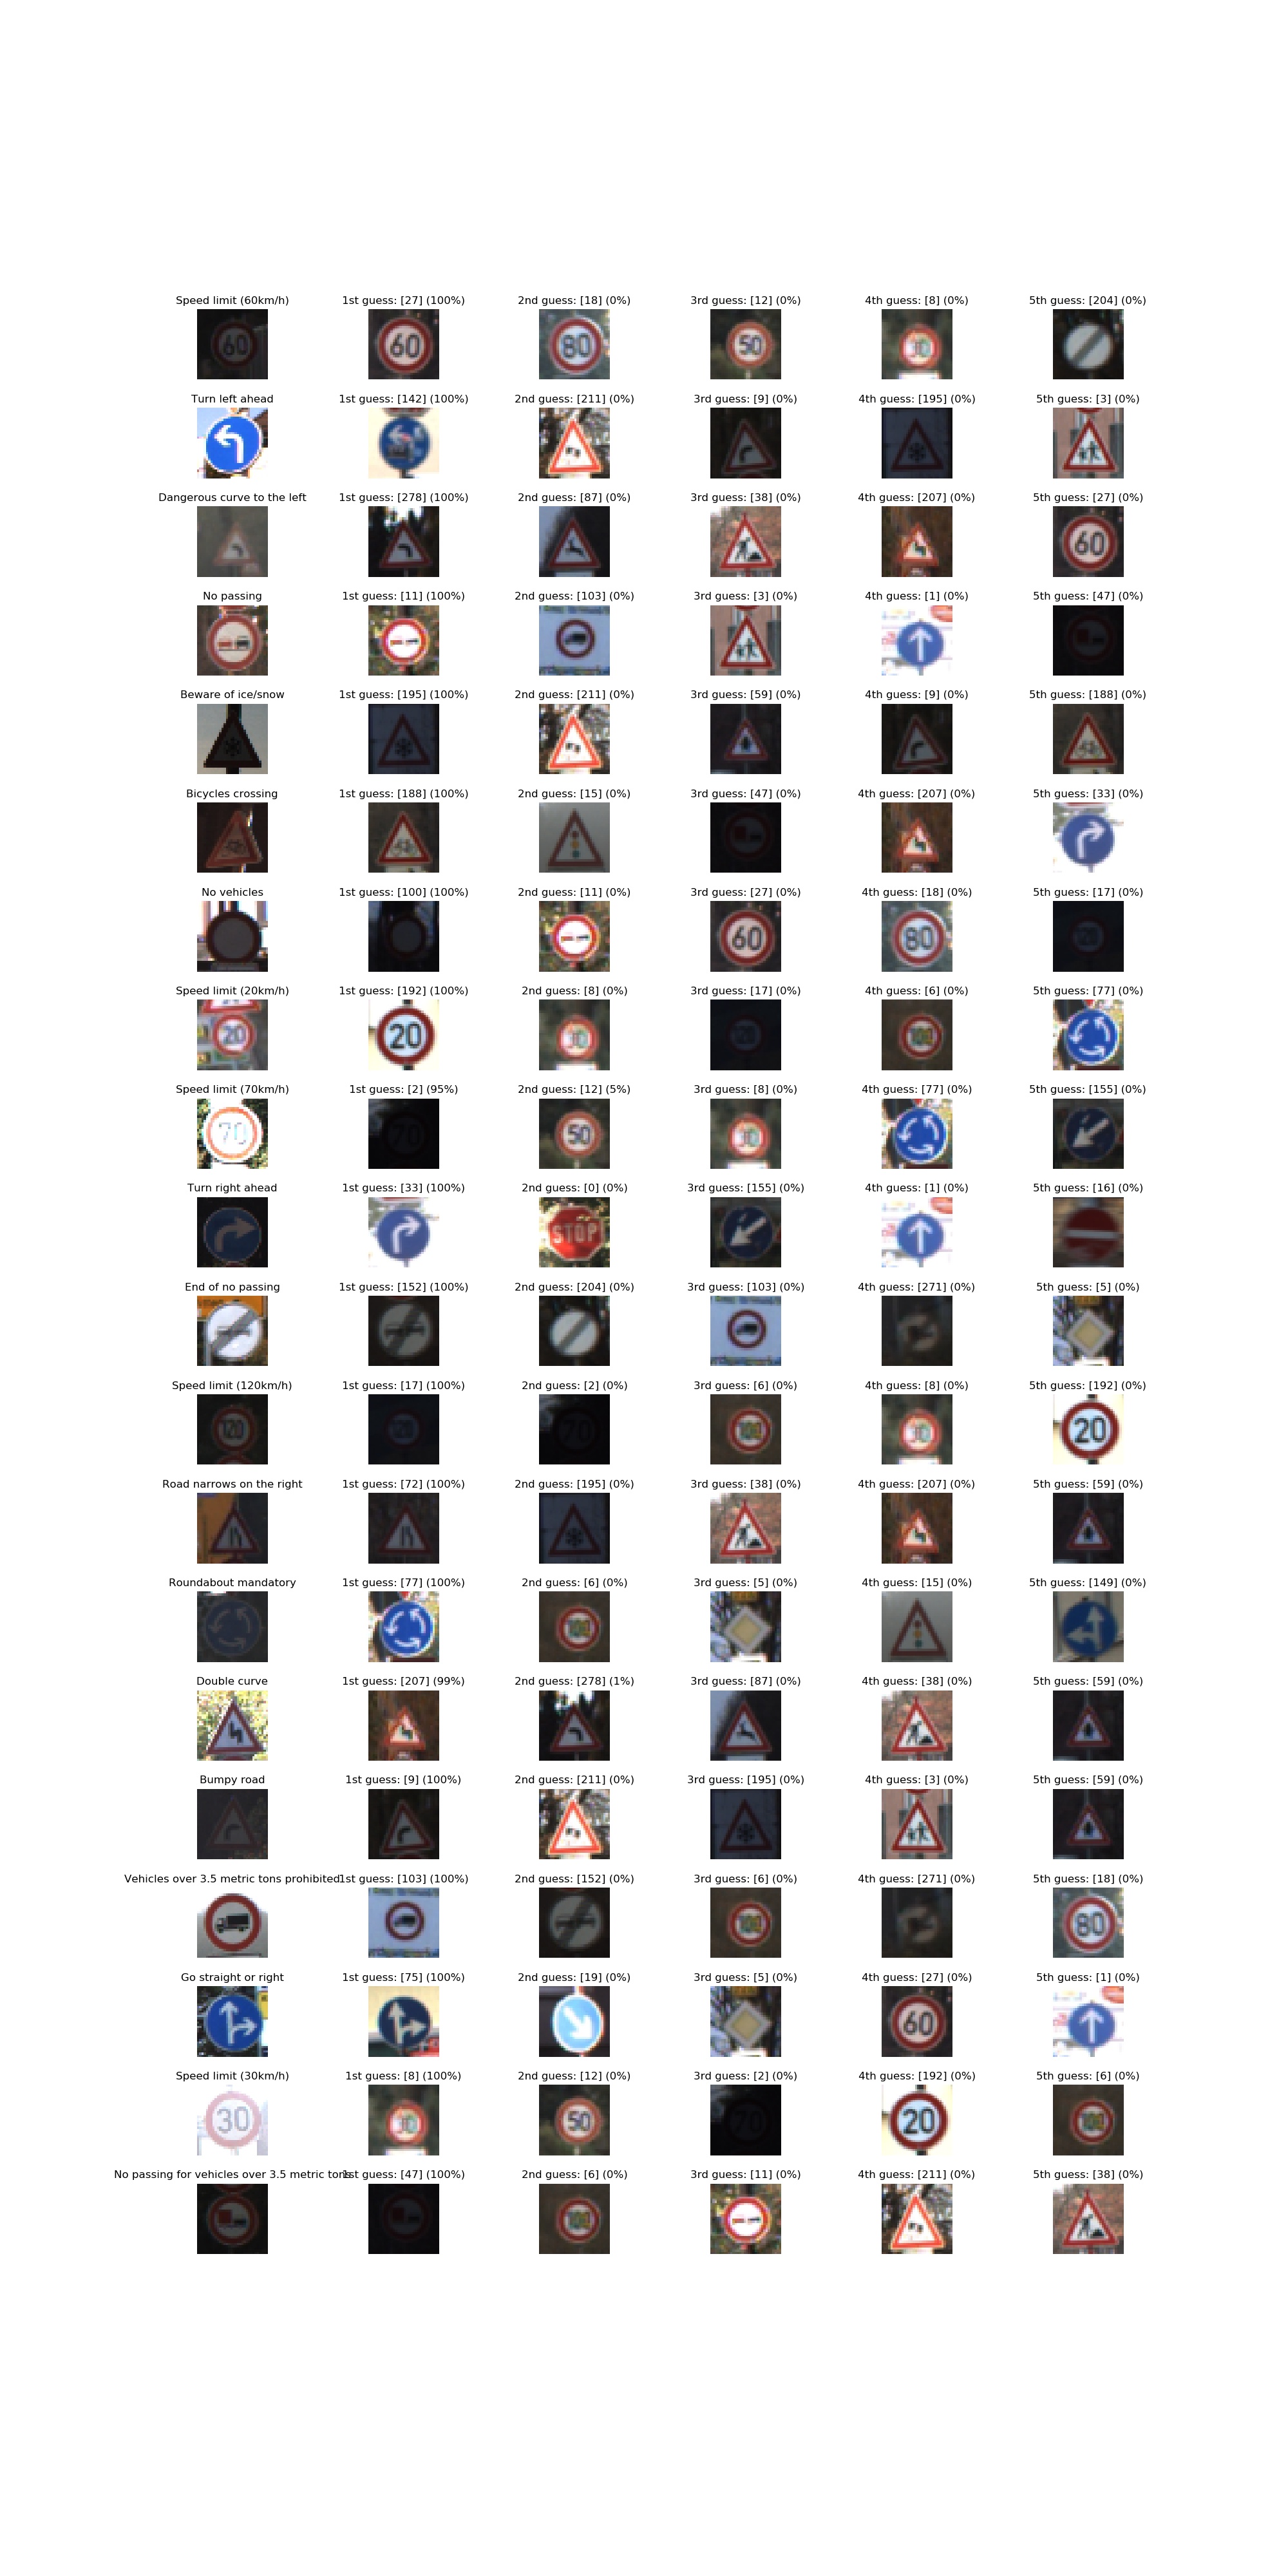 Speed limit (60km/h) 1st guess: [27] (100%) 2nd guess: [18] (0%) 3rd guess: [12] (0%) 4th guess: [8] (0%) 5th guess: [204] (0%)
60 60 80 50
Turn left ahead 1st guess: [142] (100%) 2nd guess: [211] (0%) 3rd guess: [9] (0%) 4th guess: [195] (0%) 5th guess: [3] (0%)
Dangerous curve to the left 1st guess: [278] (100%) 2nd guess: [87] (0%) 3rd guess: [38] (0%) 4th guess: [207] (0%) 5th guess: [27] (0%)
60
No passing 1st guess: [11] (100%) 2nd guess: [103] (0%) 3rd guess: [3] (0%) 4th guess: [1] (0%) 5th guess: [47] (0%)
Beware of ice/snow 1st guess: [195] (100%) 2nd guess: [211] (0%) 3rd guess: [59] (0%) 4th guess: [9] (0%) 5th guess: [188] (0%)
Bicycles crossing 1st guess: [188] (100%) 2nd guess: [15] (0%) 3rd guess: [47] (0%) 4th guess: [207] (0%) 5th guess: [33] (0%)
No vehicles 1st guess: [100] (100%) 2nd guess: [11] (0%) 3rd guess: [27] (0%) 4th guess: [18] (0%) 5th guess: [17] (0%)
60 80
Speed limit (20km/h) 1st guess: [192] (100%) 2nd guess: [8] (0%) 3rd guess: [17] (0%) 4th guess: [6] (0%) 5th guess: [77] (0%)
20 20
Speed limit (70km/h) 1st guess: [2] (95%) 2nd guess: [12] (5%) 3rd guess: [8] (0%) 4th guess: [77] (0%) 5th guess: [155] (0%)
70 70 50
Turn right ahead 1st guess: [33] (100%) 2nd guess: [0] (0%) 3rd guess: [155] (0%) 4th guess: [1] (0%) 5th guess: [16] (0%)
STOP
End of no passing 1st guess: [152] (100%) 2nd guess: [204] (0%) 3rd guess: [103] (0%) 4th guess: [271] (0%) 5th guess: [5] (0%)
Speed limit (120km/h) 1st guess: [17] (100%) 2nd guess: [2] (0%) 3rd guess: [6] (0%) 4th guess: [8] (0%) 5th guess: [192] (0%)
120 70 20
Road narrows on the right 1st guess: [72] (100%) 2nd guess: [195] (0%) 3rd guess: [38] (0%) 4th guess: [207] (0%) 5th guess: [59] (0%)
Roundabout mandatory 1st guess: [77] (100%) 2nd guess: [6] (0%) 3rd guess: [5] (0%) 4th guess: [15] (0%) 5th guess: [149] (0%)
Double curve 1st guess: [207] (99%) 2nd guess: [278] (1%) 3rd guess: [87] (0%) 4th guess: [38] (0%) 5th guess: [59] (0%)
Bumpy road 1st guess: [9] (100%) 2nd guess: [211] (0%) 3rd guess: [195] (0%) 4th guess: [3] (0%) 5th guess: [59] (0%)
Vehicles over 3.5 metric tons prohibited 1st guess: [103] (100%) 2nd guess: [152] (0%) 3rd guess: [6] (0%) 4th guess: [271] (0%) 5th guess: [18] (0%)
80
Go straight or right 1st guess: [75] (100%) 2nd guess: [19] (0%) 3rd guess: [5] (0%) 4th guess: [27] (0%) 5th guess: [1] (0%)
60
Speed limit (30km/h) 1st guess: [8] (100%) 2nd guess: [12] (0%) 3rd guess: [2] (0%) 4th guess: [192] (0%) 5th guess: [6] (0%)
30 50 70 20
No passing for vehicles over 3.5 metric tons 1st guess: [47] (100%) 2nd guess: [6] (0%) 3rd guess: [11] (0%) 4th guess: [211] (0%) 5th guess: [38] (0%)